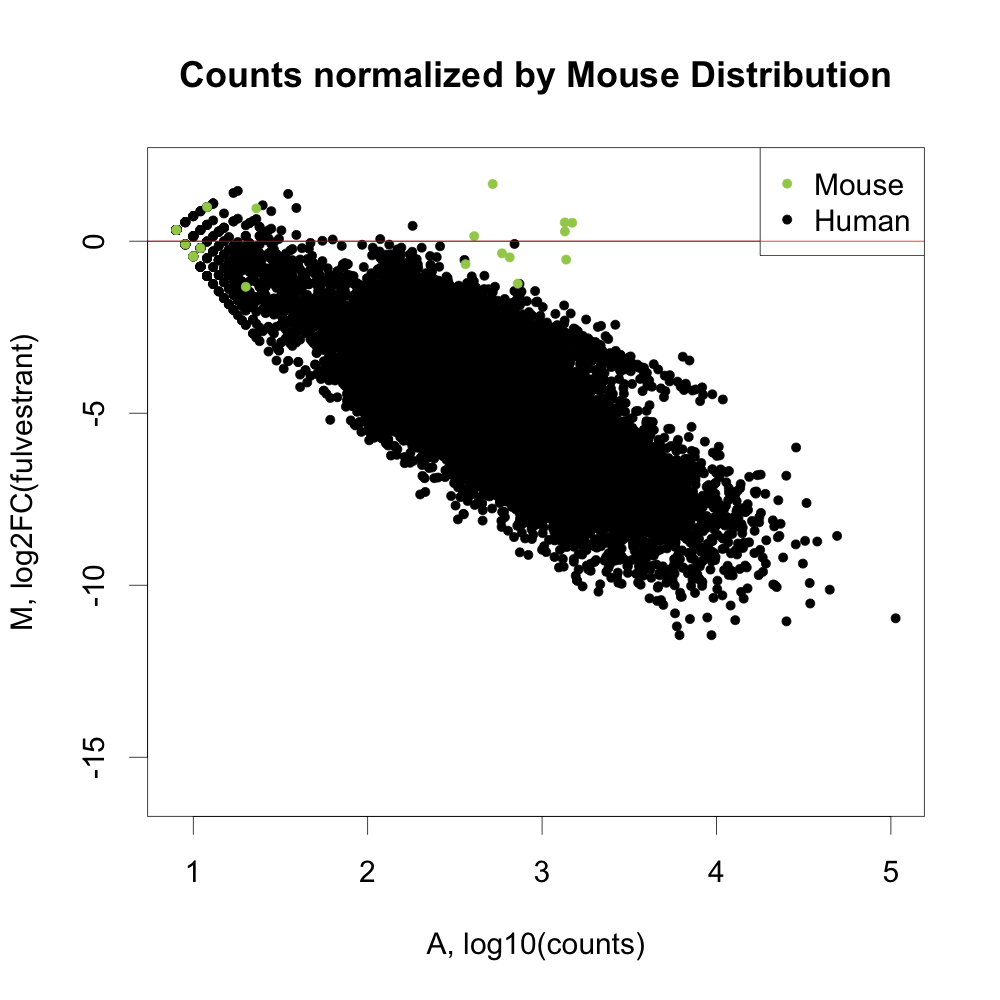 Counts normalized by Mouse Distribution
Mouse
Human
0
-5
-10
-15
M, log2FC(fulvestrant)
1 2 3 4 5
A, log10(counts)